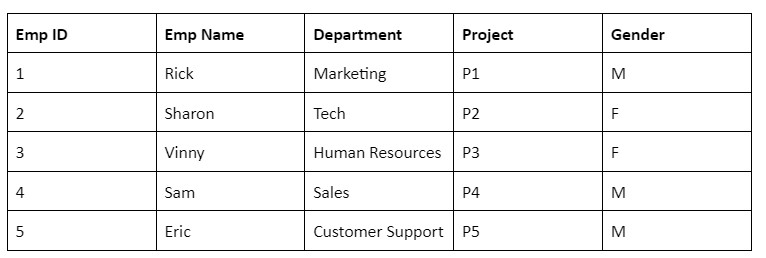 Emp ID Emp Name Department Project Gender
1 Rick Marketing P1 M
2 Sharon Tech P2 F
3 Vinny Human Resources P3 F
4 Sam Sales P4 M
5 Eric Customer Support P5 M